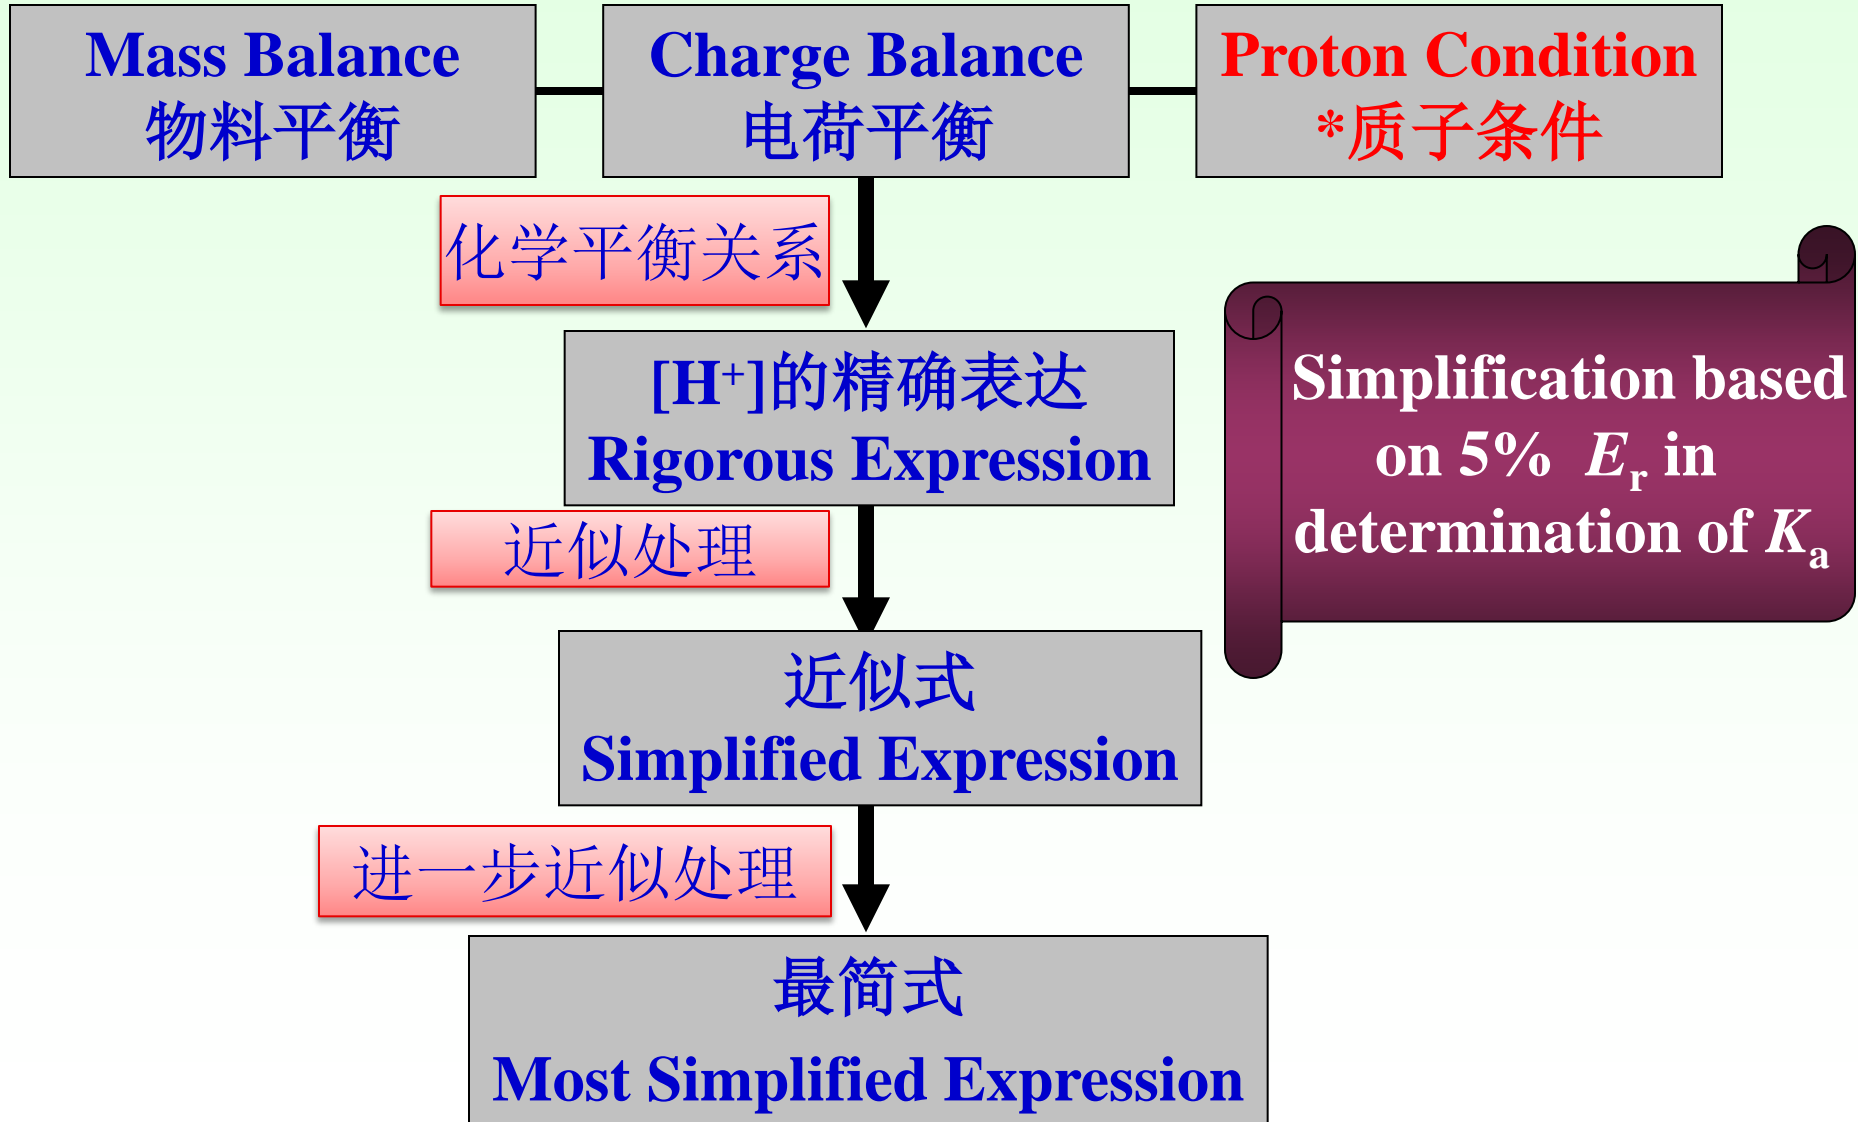 Mass Balance
物料平衡
Charge Balance
电荷平衡
Proton Condition
*质子条件
化学平衡关系
[H⁺]的精确表达
Rigorous Expression
Simplification based
on 5% Eᵣ in
determination of Kₐ
近似处理
近似式
Simplified Expression
进一步近似处理
最简式
Most Simplified Expression